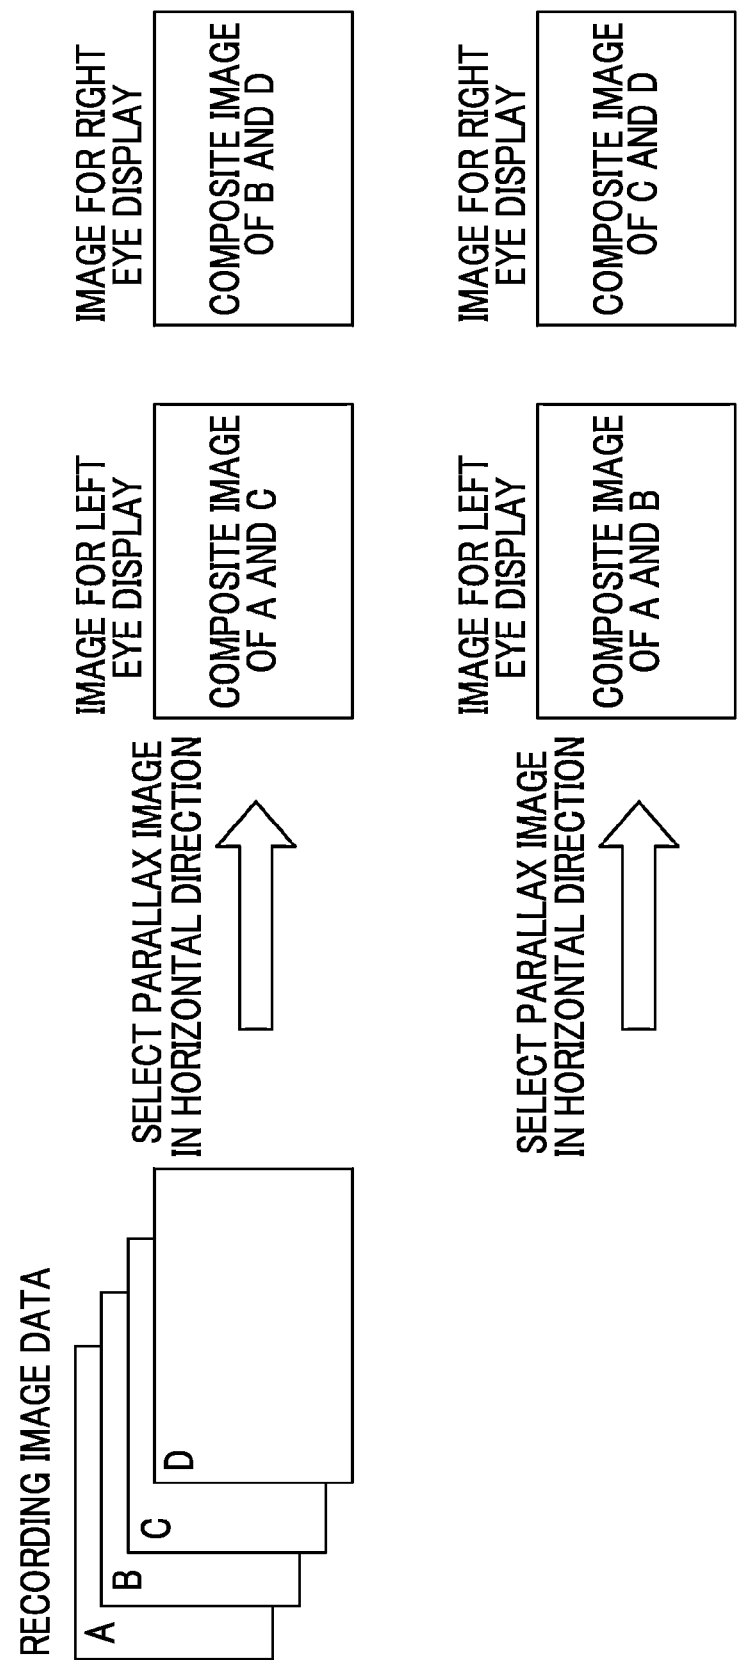 RECORDING IMAGE DATA
A
B
C
D
SELECT PARALLAX IMAGE
IN HORIZONTAL DIRECTION
IMAGE FOR LEFT
EYE DISPLAY
COMPOSITE IMAGE
OF A AND C
IMAGE FOR RIGHT
EYE DISPLAY
COMPOSITE IMAGE
OF B AND D
SELECT PARALLAX IMAGE
IN HORIZONTAL DIRECTION
IMAGE FOR LEFT
EYE DISPLAY
COMPOSITE IMAGE
OF A AND B
IMAGE FOR RIGHT
EYE DISPLAY
COMPOSITE IMAGE
OF C AND D